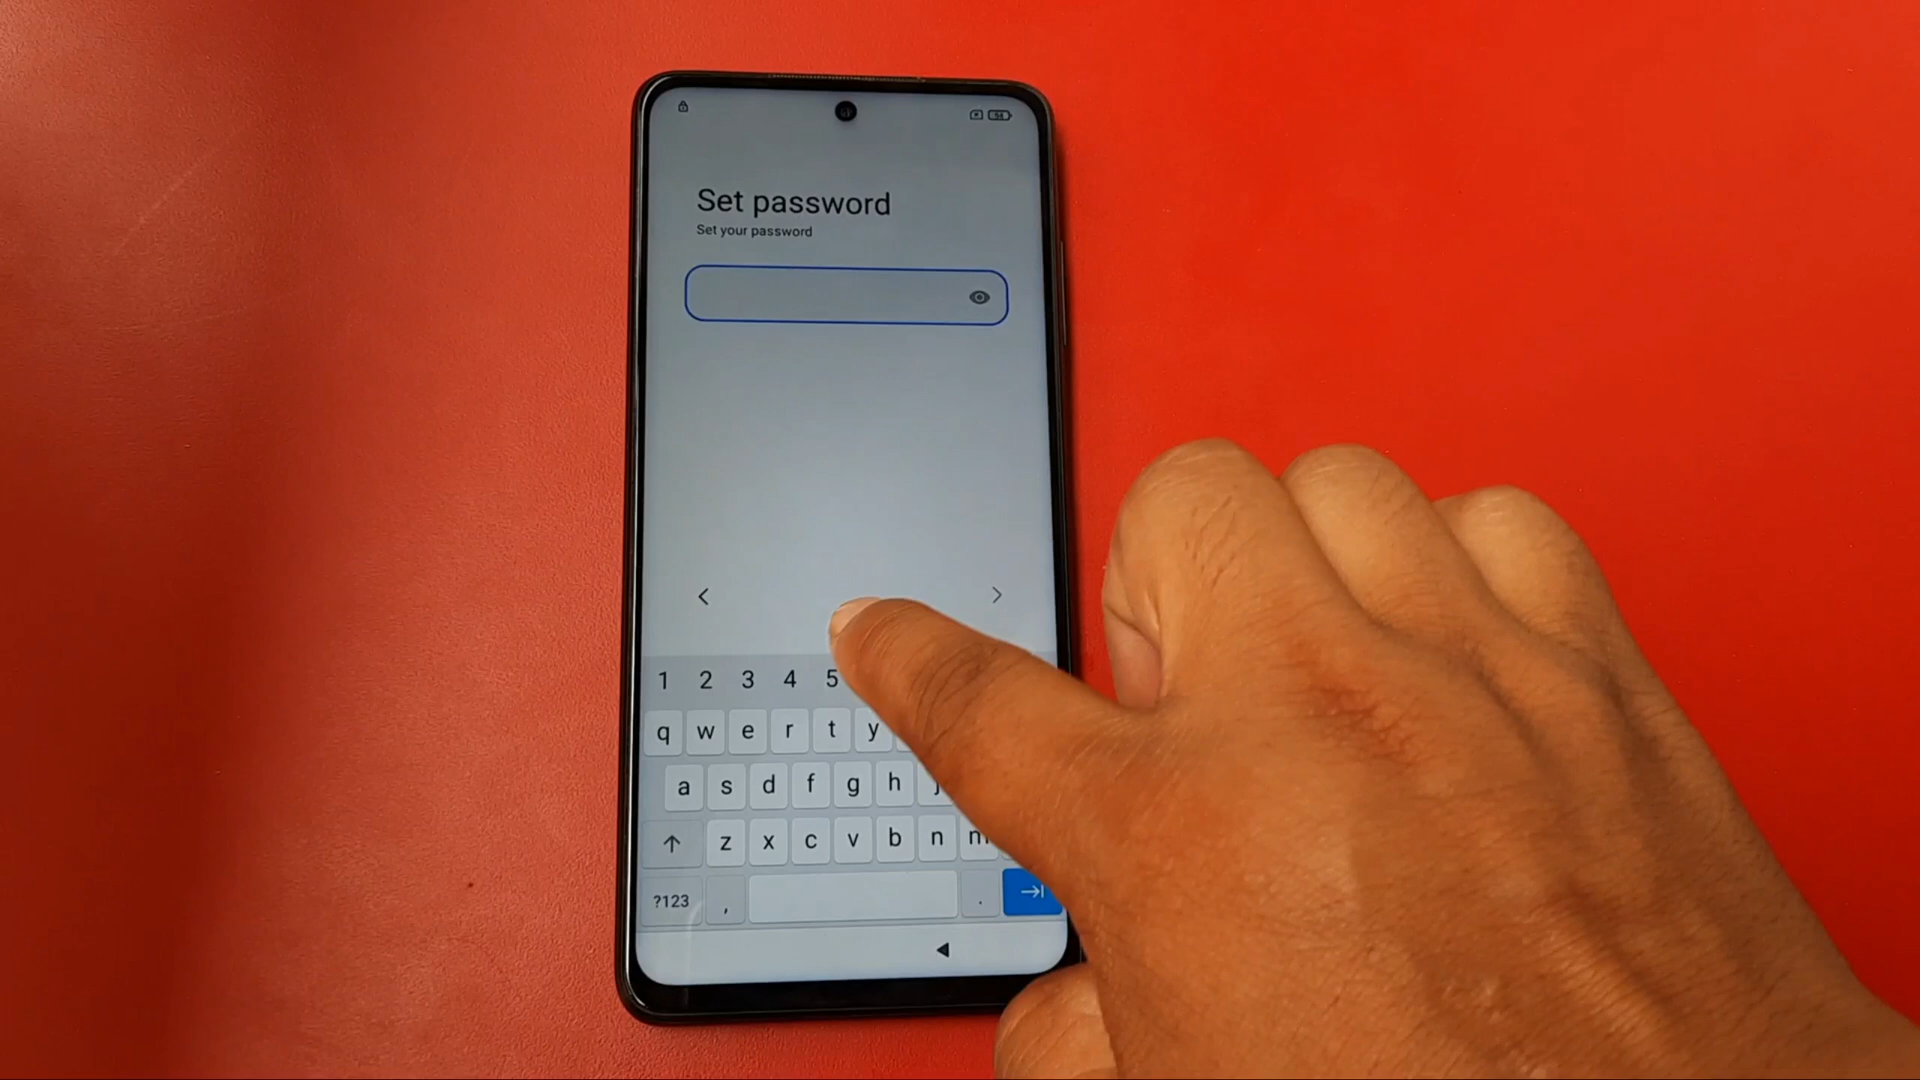 Set password
Set your password
1 2 3 4 5
q w e r t y
a s d f g h j
z x c v b n m
?123 , .